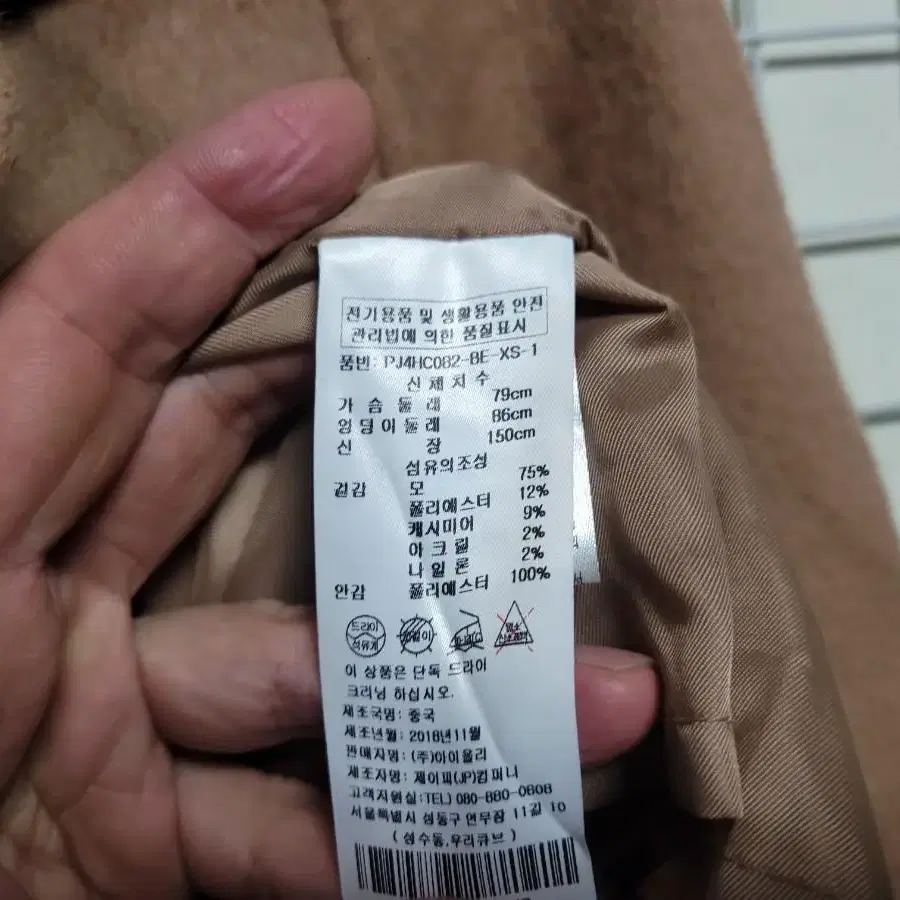 전기용품 및 생활용품 안전
관리법에 의한 품질표시
품번: PJ4HC082-BE-XS-1
신체치수
가슴둘레 79cm
엉덩이둘레 86cm
신장 150cm
섬유의조성
겉감 모 75%
폴리에스터 12%
캐시미어 9%
아크릴 2%
나일론 2%
안감 폴리에스터 100%
드라이
석유계
이 상품은 단독 드라이
크리닝 하십시오.
제조국명: 중국
제조년월: 2018년11월
판매자명: (주)아이올리
제조자명: 제이피(JP)컴퍼니
고객지원실:TEL) 080-880-0808
서울특별시 성동구 연무장 11길 10
(성수동,우리큐브)